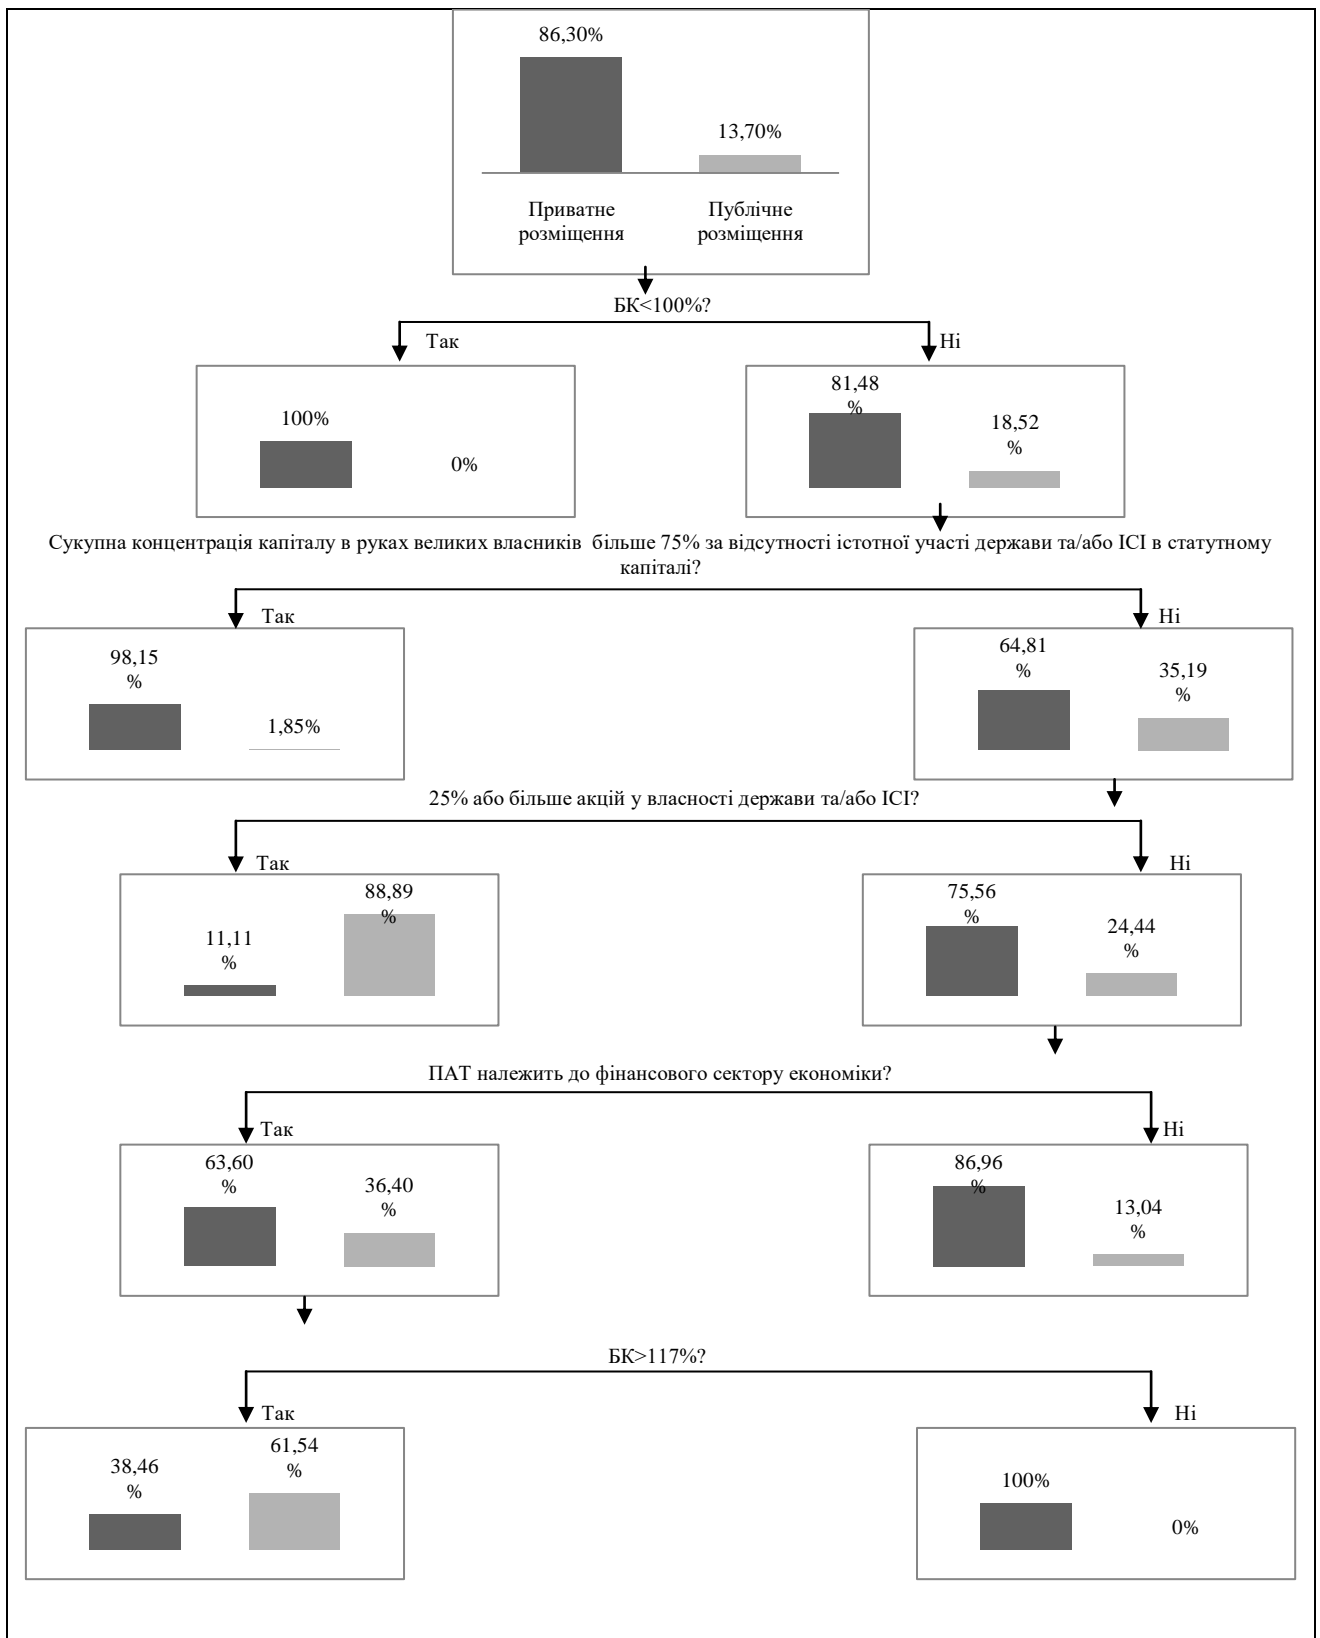 86,30%
13,70%
Приватне
розміщення
Публічне
розміщення
БК<100%?
Так
Ні
100%
0%
81,48
%
18,52
%
Сукупна концентрація капіталу в руках великих власників більше 75% за відсутності істотної участі держави та/або ІСІ в статутному
капіталі?
Так
Ні
98,15
%
1,85%
64,81
%
35,19
%
25% або більше акцій у власності держави та/або ІСІ?
Так
Ні
11,11
%
88,89
%
75,56
%
24,44
%
ПАТ належить до фінансового сектору економіки?
Так
Ні
63,60
%
36,40
%
86,96
%
13,04
%
БК>117%?
Так
Ні
38,46
%
61,54
%
100%
0%